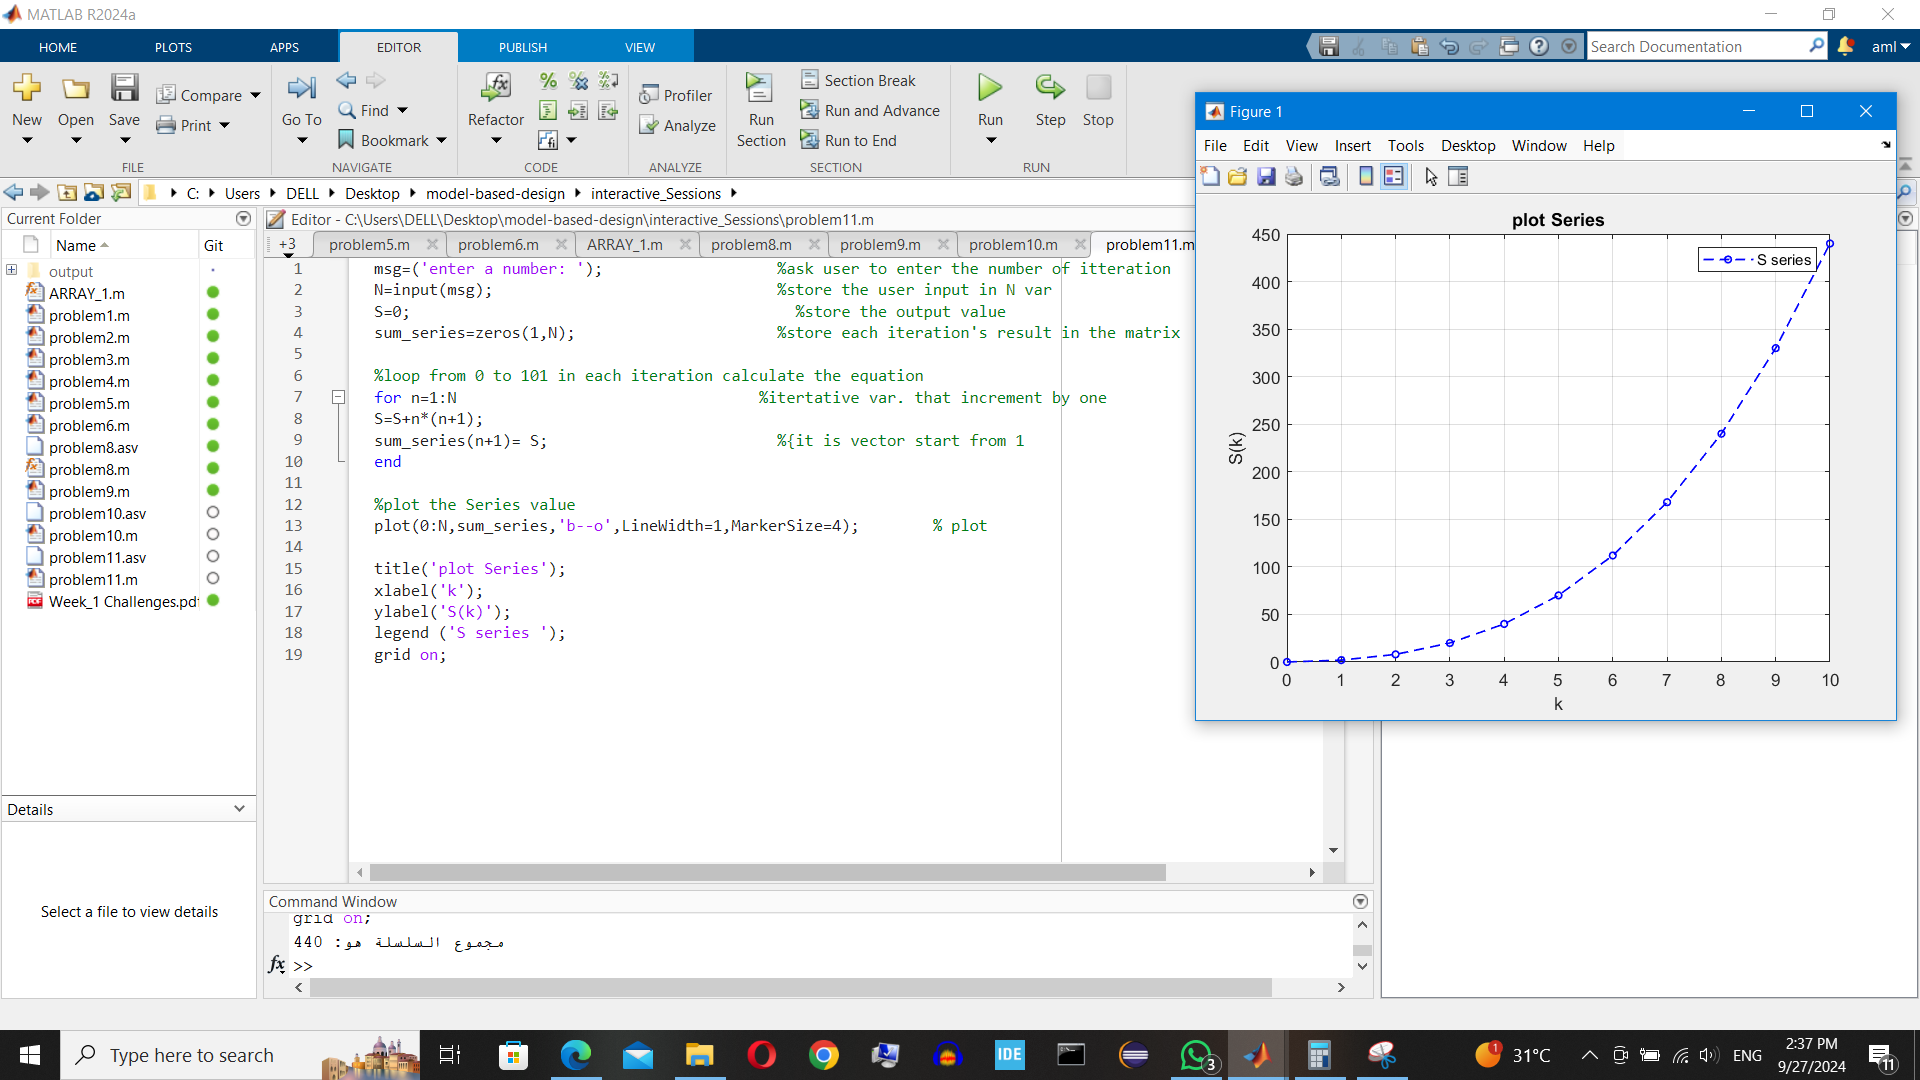 MATLAB R2024a
HOME PLOTS APPS EDITOR PUBLISH VIEW
Search Documentation
aml
New Open Save Compare Print
FILE
Go To Find Bookmark
NAVIGATE
Refactor
CODE
Profiler
Analyze
ANALYZE
Run Section
Section Break
Run and Advance
Run to End
SECTION
Run Step Stop
RUN
C: Users DELL Desktop model-based-design interactive_Sessions
Current Folder
Name Git
output
ARRAY_1.m
problem1.m
problem2.m
problem3.m
problem4.m
problem5.m
problem6.m
problem8.asv
problem8.m
problem9.m
problem10.asv
problem10.m
problem11.asv
problem11.m
Week_1 Challenges.pdf
Details
Select a file to view details
Editor - C:\Users\DELL\Desktop\model-based-design\interactive_Sessions\problem11.m
+3 problem5.m problem6.m ARRAY_1.m problem8.m problem9.m problem10.m problem11.m
1 msg=('enter a number: '); %ask user to enter the number of itteration
2 N=input(msg); %store the user input in N var
3 S=0; %store the output value
4 sum_series=zeros(1,N); %store each iteration's result in the matrix
5
6 %loop from 0 to 101 in each iteration calculate the equation
7 for n=1:N %itertative var. that increment by one
8 S=S+n*(n+1);
9 sum_series(n+1)= S; %{it is vector start from 1
10 end
11
12 %plot the Series value
13 plot(0:N,sum_series,'b--o',LineWidth=1,MarkerSize=4); % plot
14
15 title('plot Series');
16 xlabel('k');
17 ylabel('S(k)');
18 legend ('S series ');
19 grid on;
Command Window
grid on;
مجموع السلسلة هو: 440
fx >>
Figure 1
File Edit View Insert Tools Desktop Window Help
plot Series
S series
450
400
350
300
250
200
150
100
50
0
S(k)
0 1 2 3 4 5 6 7 8 9 10
k
Type here to search
IDE
3
1
31°C
ENG
2:37 PM
9/27/2024
11